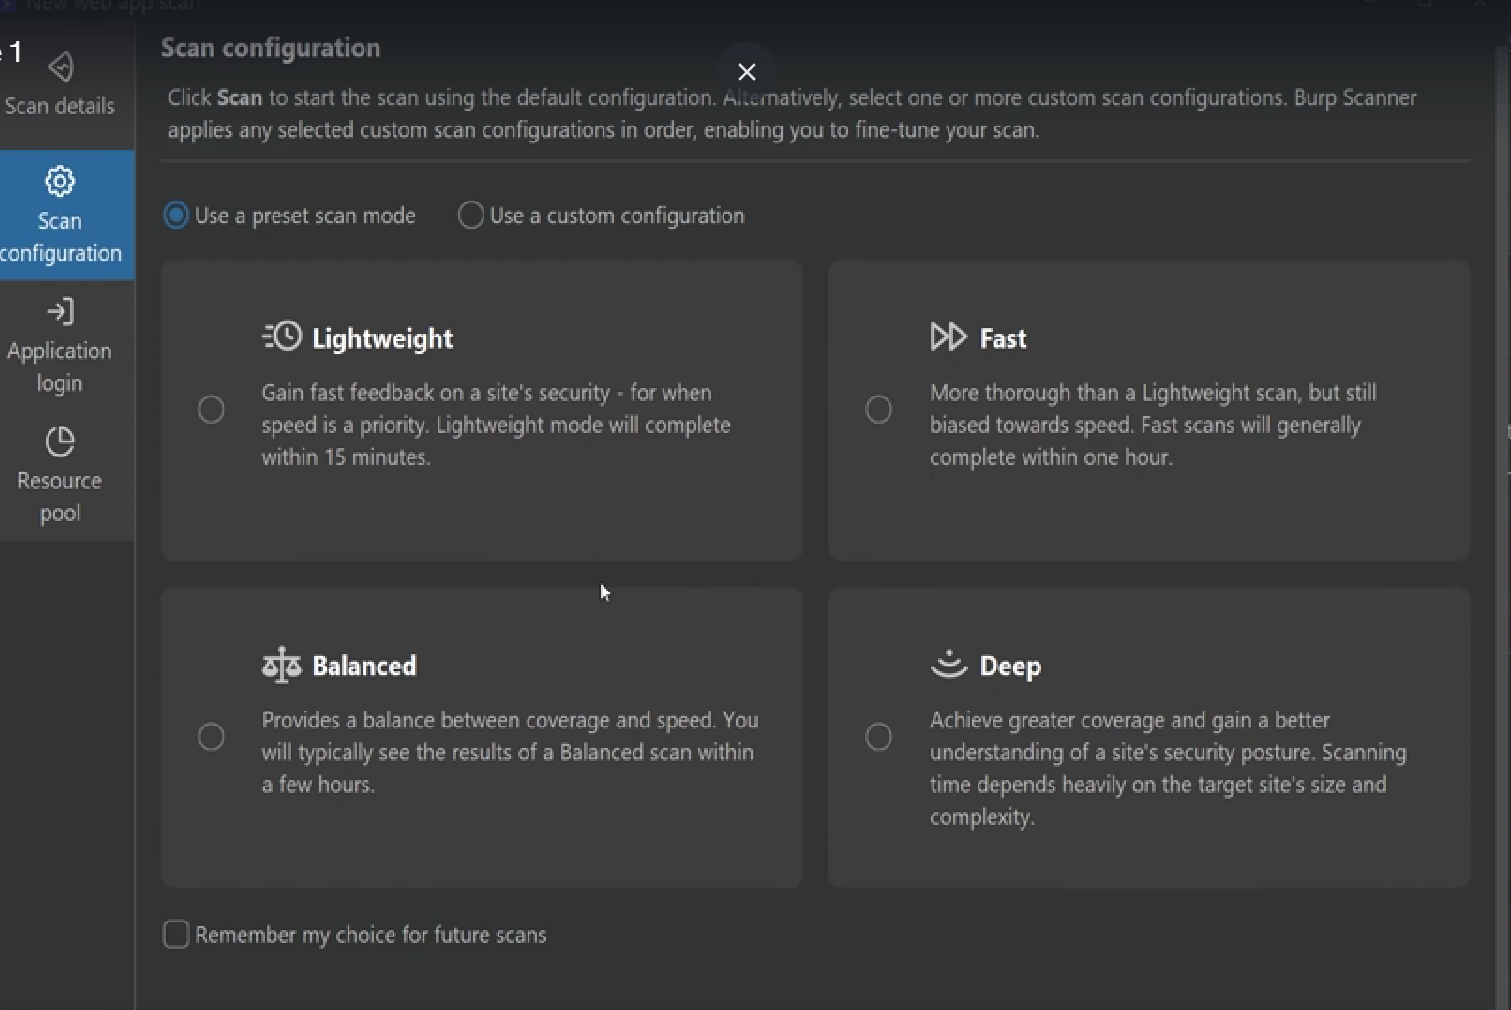 New web app scan
1
Scan details
Scan
configuration
Application
login
Resource
pool
Scan configuration
Click Scan to start the scan using the default configuration. Alternatively, select one or more custom scan configurations. Burp Scanner
applies any selected custom scan configurations in order, enabling you to fine-tune your scan.
Use a preset scan mode
Use a custom configuration
Lightweight
Gain fast feedback on a site's security - for when
speed is a priority. Lightweight mode will complete
within 15 minutes.
Fast
More thorough than a Lightweight scan, but still
biased towards speed. Fast scans will generally
complete within one hour.
Balanced
Provides a balance between coverage and speed. You
will typically see the results of a Balanced scan within
a few hours.
Deep
Achieve greater coverage and gain a better
understanding of a site's security posture. Scanning
time depends heavily on the target site's size and
complexity.
Remember my choice for future scans